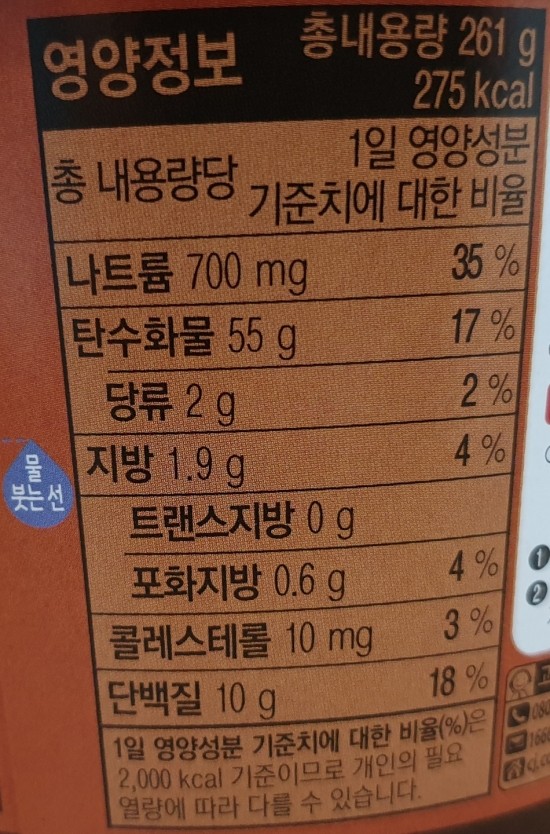 영양정보 총내용량 261 g
275 kcal
총 내용량당 1일 영양성분
기준치에 대한 비율
나트륨 700 mg 35 %
탄수화물 55 g 17 %
당류 2 g 2 %
지방 1.9 g 4 %
트랜스지방 0 g
포화지방 0.6 g 4 %
콜레스테롤 10 mg 3 %
단백질 10 g 18 %
1일 영양성분 기준치에 대한 비율(%)은
2,000 kcal 기준이므로 개인의 필요
열량에 따라 다를 수 있습니다.
물
붓는선
❶
❷
080